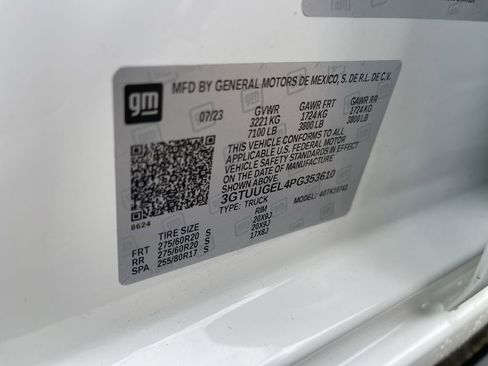 gm
MFD BY GENERAL MOTORS DE MEXICO, S. DE R.L. DE C.V.
07/23 GVWR GAWR FRT GAWR RR
3221 KG 1724 KG 1724 KG
7100 LB 3800 LB 3800 LB
THIS VEHICLE CONFORMS TO ALL
APPLICABLE U.S. FEDERAL MOTOR
VEHICLE SAFETY STANDARDS IN EFFECT
ON THE DATE OF MANUFACTURE SHOWN ABOVE.
3GTUUGEL4PG353610
TYPE: TRUCK MODEL:
8624
TIRE SIZE RIM
FRT 275/60R20 S 20X9J
RR 275/60R20 S 20X9J
SPA 255/80R17 S 17X8J